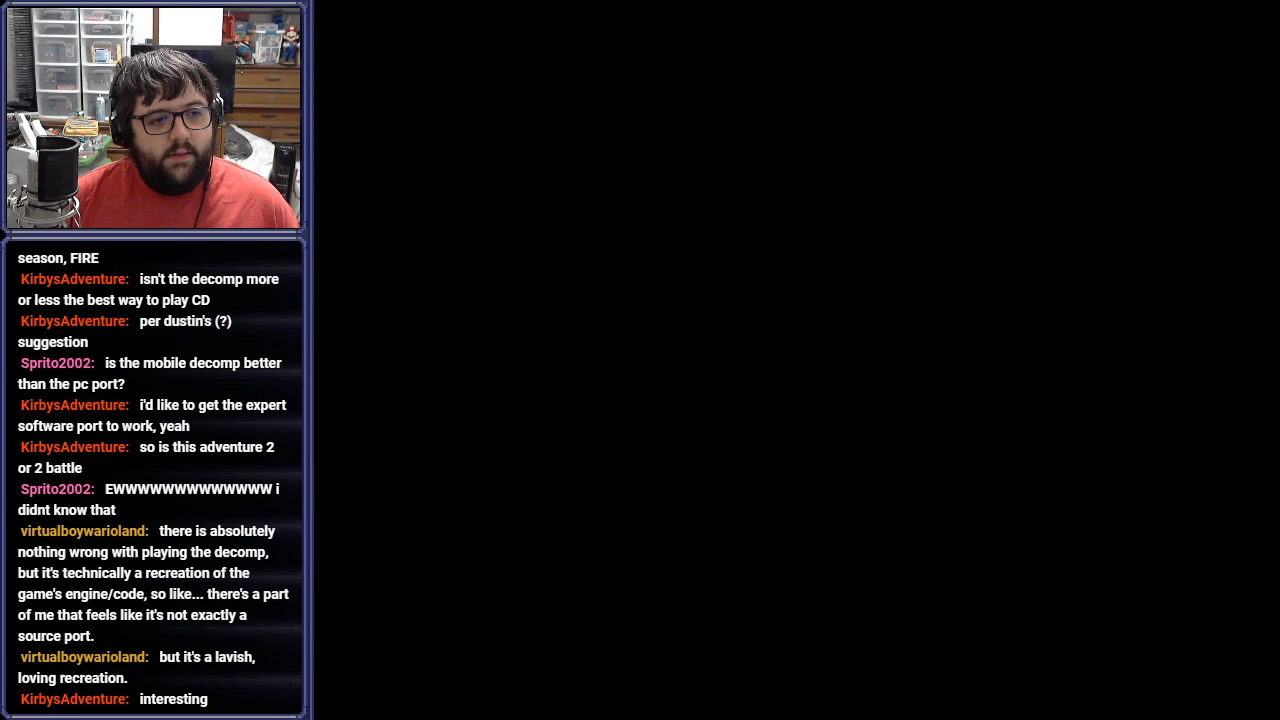 season, FIRE
KirbysAdventure: isn't the decomp more
or less the best way to play CD
KirbysAdventure: per dustin's (?)
suggestion
Sprito2002: is the mobile decomp better
than the pc port?
KirbysAdventure: i'd like to get the expert
software port to work, yeah
KirbysAdventure: so is this adventure 2
or 2 battle
Sprito2002: EWWWWWWWWWWWWW i
didnt know that
virtualboywarioland: there is absolutely
nothing wrong with playing the decomp,
but it's technically a recreation of the
game's engine/code, so like... there's a part
of me that feels like it's not exactly a
source port.
virtualboywarioland: but it's a lavish,
loving recreation.
KirbysAdventure: interesting